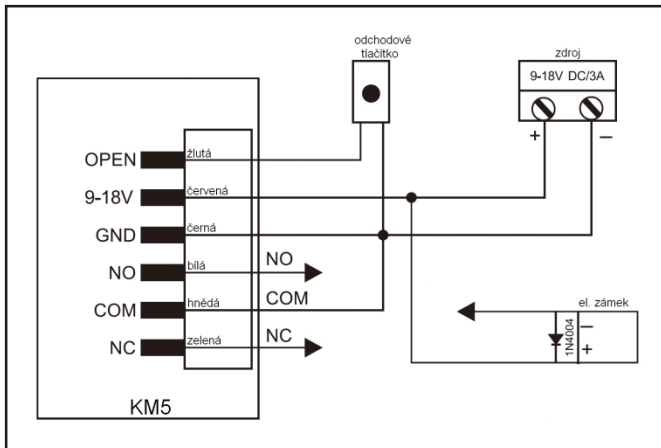 odchodové
tlačítko
zdroj
9-18V DC/3A
+ –
OPEN žlutá
9-18V červená
GND černá
NO bílá NO
COM hnědá COM
NC zelená NC
el. zámek
1N4004
–
+
KM5